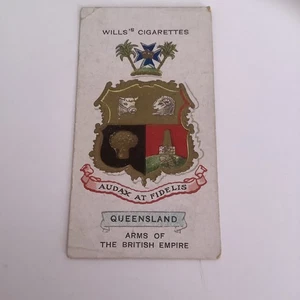 WILLS'S CIGARETTES
AUDAX AT FIDELIS
QUEENSLAND
ARMS OF
THE BRITISH EMPIRE